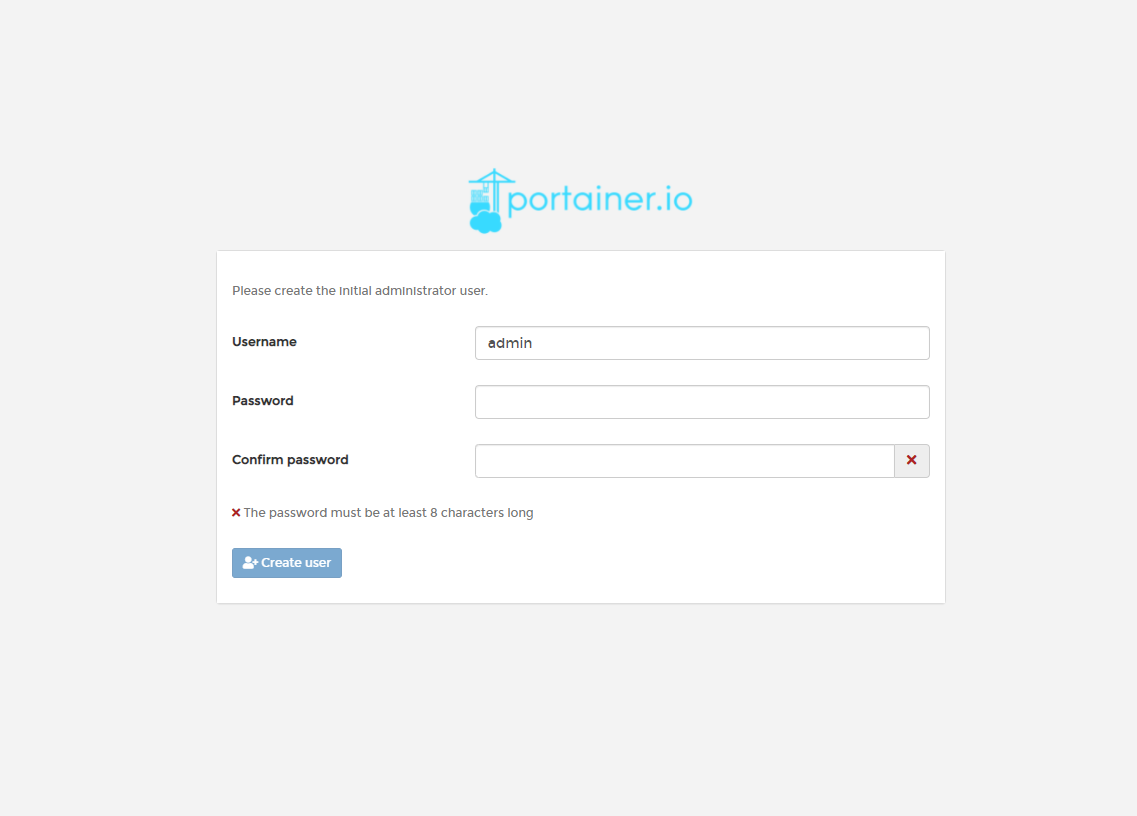 portainer.io
Please create the initial administrator user.
Username
admin
Password
Confirm password
The password must be at least 8 characters long
Create user